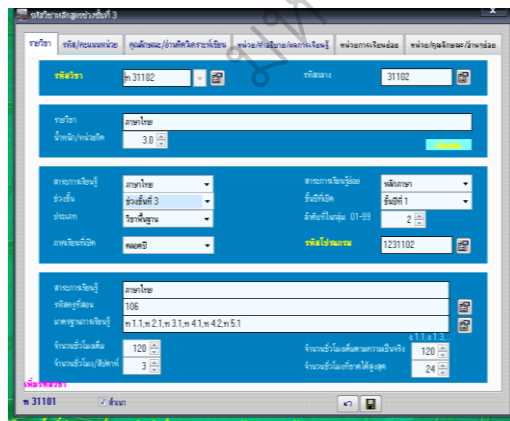 รหัสวิชาหลักสูตรช่วงชั้นที่ 3
รายวิชา รหัส/คะแนนหน่วย คุณลักษณะ/อ่านคิดวิเคราะห์เขียน หน่วย/คำอธิบาย/ผลการเรียนรู้ หน่วยการเรียนย่อย หน่วย/คุณลักษณะ/อ่านฯย่อย
รหัสวิชา ท 31102 รหัสกลาง 31102
รายวิชา ภาษาไทย
น้ำหนัก/หน่วยกิต 3.0
สาระการเรียนรู้ ภาษาไทย สาระการเรียนรู้ย่อย หลักภาษา
ช่วงชั้น ช่วงชั้นที่ 3 ชั้นปีที่เปิด ชั้นปีที่ 1
ประเภท วิชาพื้นฐาน ลำดับที่ในกลุ่ม 01-99 2
ภาคเรียนที่เปิด ตลอดปี รหัสโปรแกรม 1231102
สาระการเรียนรู้ ภาษาไทย
รหัสครูที่สอน 106
มาตรฐานการเรียนรู้ ท 1.1,ท 2.1,ท 3.1,ท 4.1,ท 4.2,ท 5.1
ง 1.1,ง 1.3...
จำนวนชั่วโมงเต็ม 120 จำนวนชั่วโมงเต็มตามความเป็นจริง 120
จำนวนชั่วโมง/สัปดาห์ 3 จำนวนชั่วโมงที่ขาดได้สูงสุด 24
เพิ่มรหัสวิชา
ท 31101 สำเนา